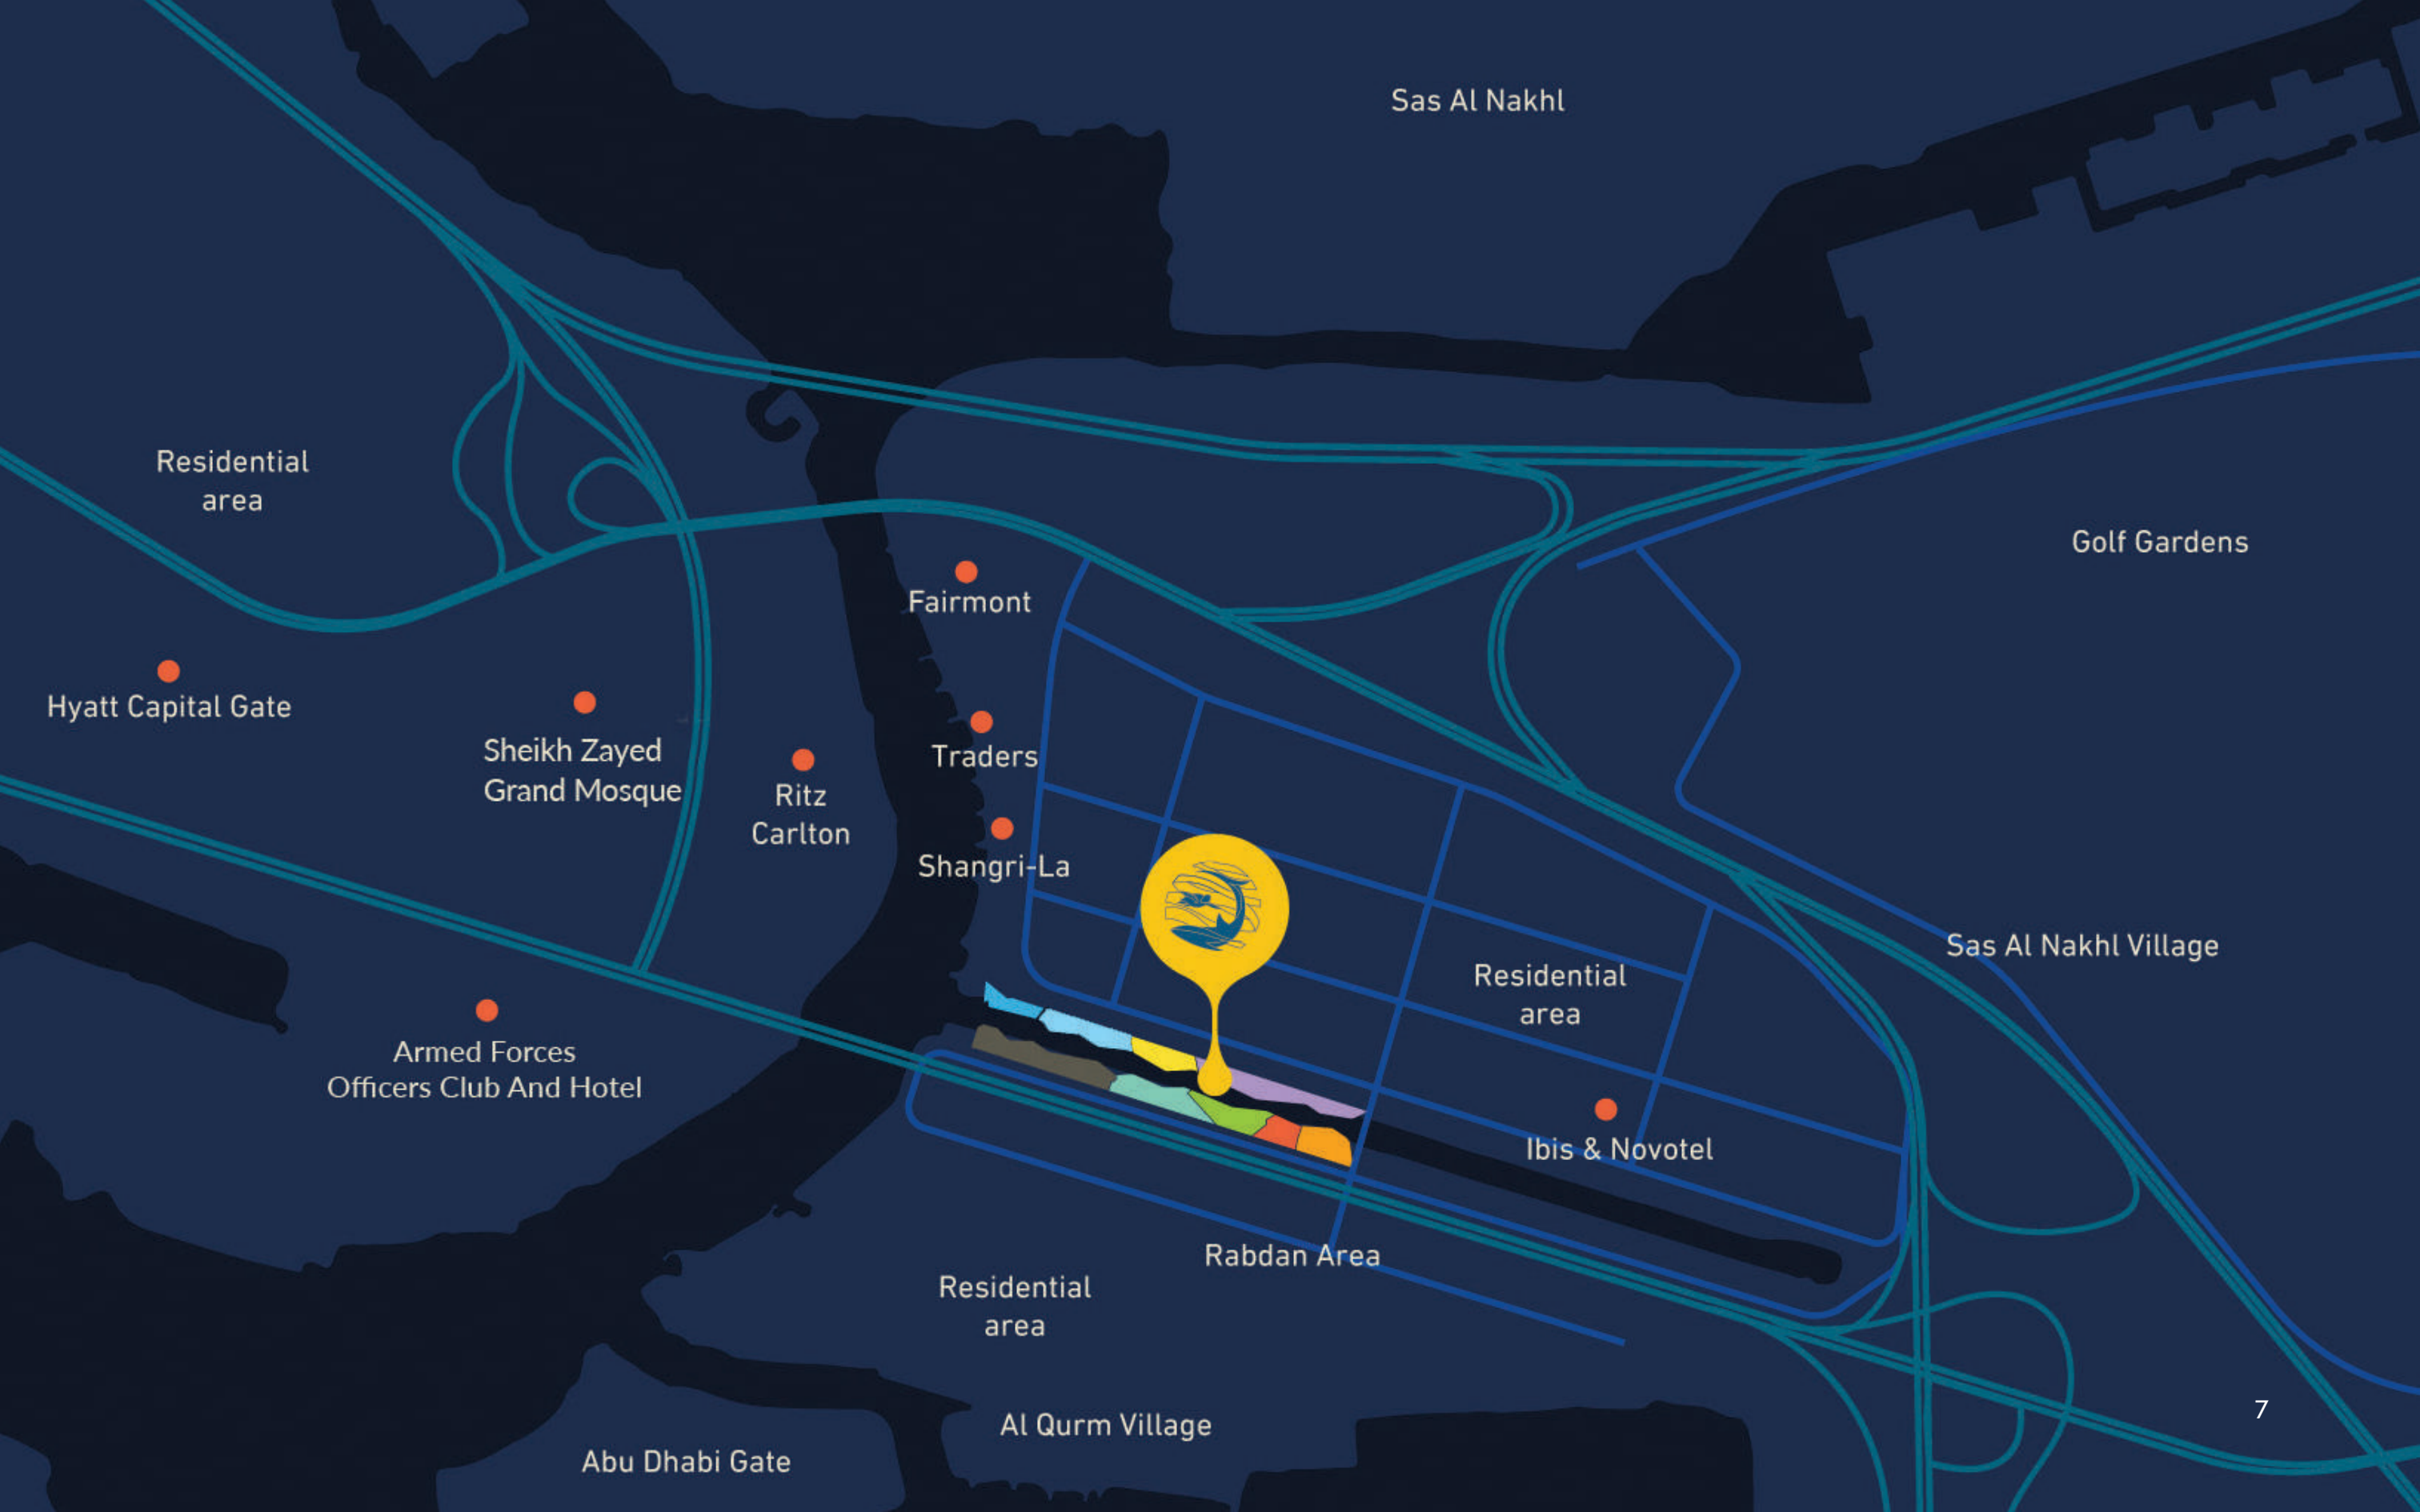 Sas Al Nakhl
Residential
area
Golf Gardens
Fairmont
Hyatt Capital Gate
Sheikh Zayed
Grand Mosque
Traders
Ritz
Carlton
Shangri-La
Sas Al Nakhl Village
Residential
area
Armed Forces
Officers Club And Hotel
Ibis & Novotel
Rabdan Area
Residential
area
Al Qurm Village
Abu Dhabi Gate
7